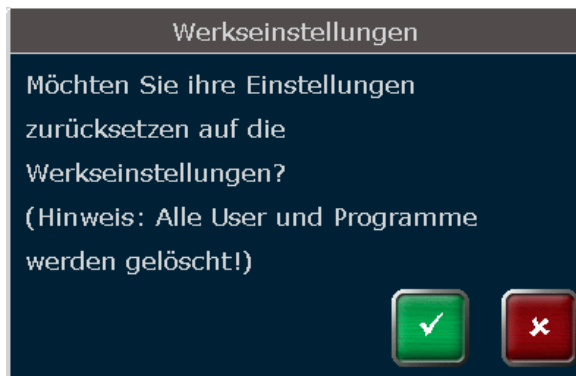 Werkseinstellungen
Möchten Sie ihre Einstellungen
zurücksetzen auf die
Werkseinstellungen?
(Hinweis: Alle User und Programme
werden gelöscht!)